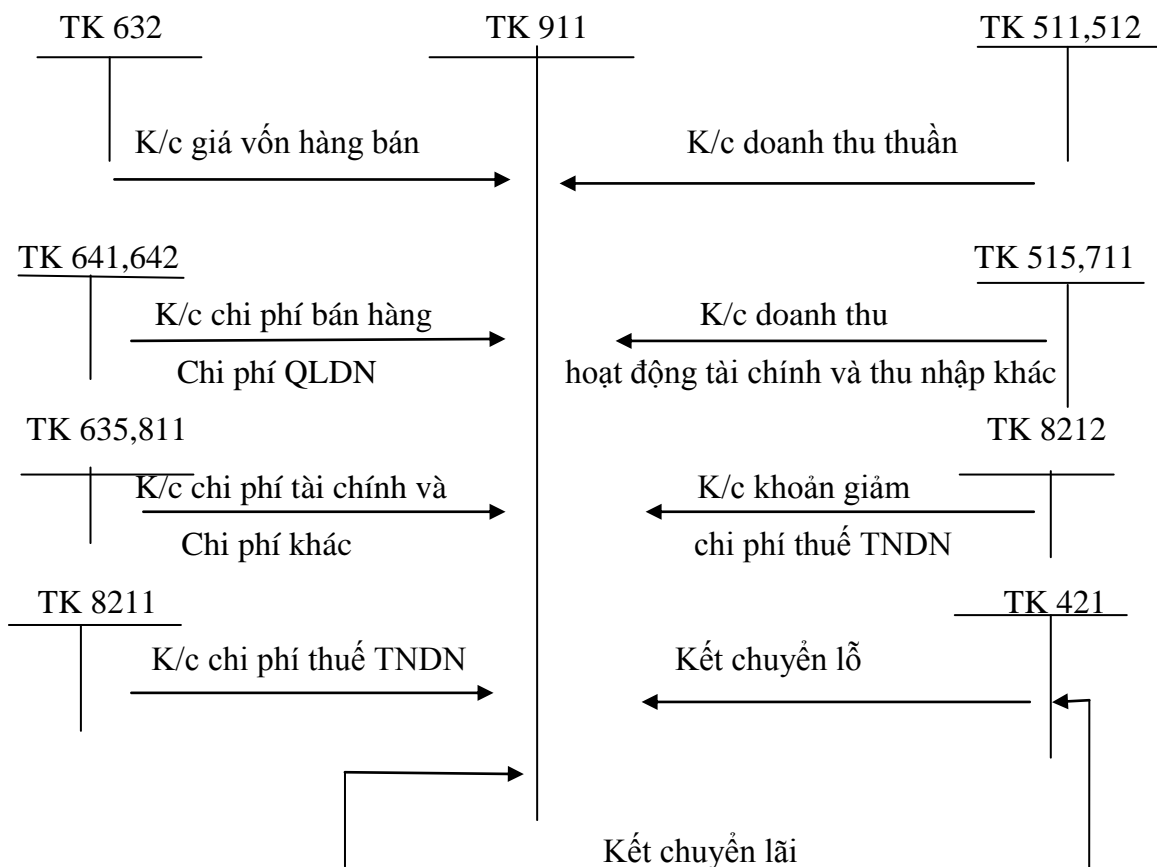 TK 632
TK 911
TK 511,512
K/c giá vốn hàng bán
K/c doanh thu thuần
TK 641,642
TK 515,711
K/c chi phí bán hàng
K/c doanh thu
Chi phí QLDN
hoạt động tài chính và thu nhập khác
TK 635,811
TK 8212
K/c chi phí tài chính và
K/c khoản giảm
Chi phí khác
chi phí thuế TNDN
TK 8211
TK 421
K/c chi phí thuế TNDN
Kết chuyển lỗ
Kết chuyển lãi